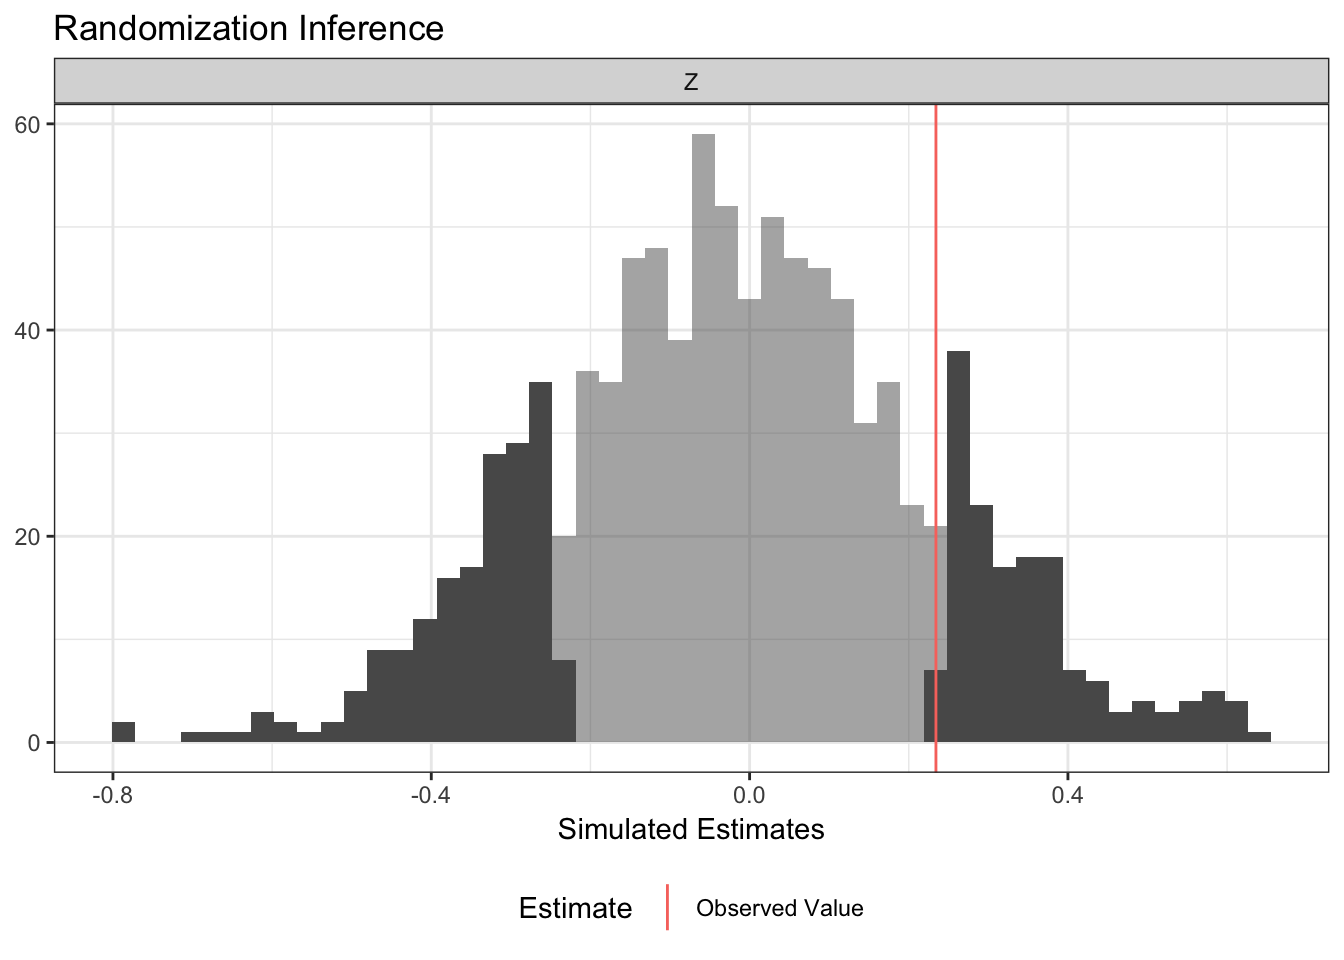 Randomization Inference
Z
60
40
20
0
-0.8 -0.4 0.0 0.4
Simulated Estimates
Estimate Observed Value